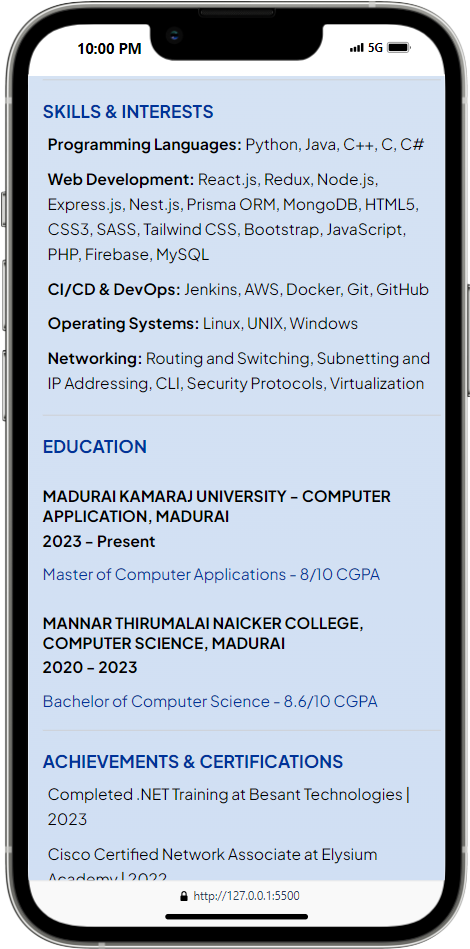 10:00 PM 5G
SKILLS & INTERESTS
Programming Languages: Python, Java, C++, C, C#
Web Development: React.js, Redux, Node.js,
Express.js, Nest.js, Prisma ORM, MongoDB, HTML5,
CSS3, SASS, Tailwind CSS, Bootstrap, JavaScript,
PHP, Firebase, MySQL
CI/CD & DevOps: Jenkins, AWS, Docker, Git, GitHub
Operating Systems: Linux, UNIX, Windows
Networking: Routing and Switching, Subnetting and
IP Addressing, CLI, Security Protocols, Virtualization
EDUCATION
MADURAI KAMARAJ UNIVERSITY – COMPUTER
APPLICATION, MADURAI
2023 – Present
Master of Computer Applications - 8/10 CGPA
MANNAR THIRUMALAI NAICKER COLLEGE,
COMPUTER SCIENCE, MADURAI
2020 – 2023
Bachelor of Computer Science - 8.6/10 CGPA
ACHIEVEMENTS & CERTIFICATIONS
Completed .NET Training at Besant Technologies |
2023
Cisco Certified Network Associate at Elysium
Academy | 2022
http://127.0.0.1:5500